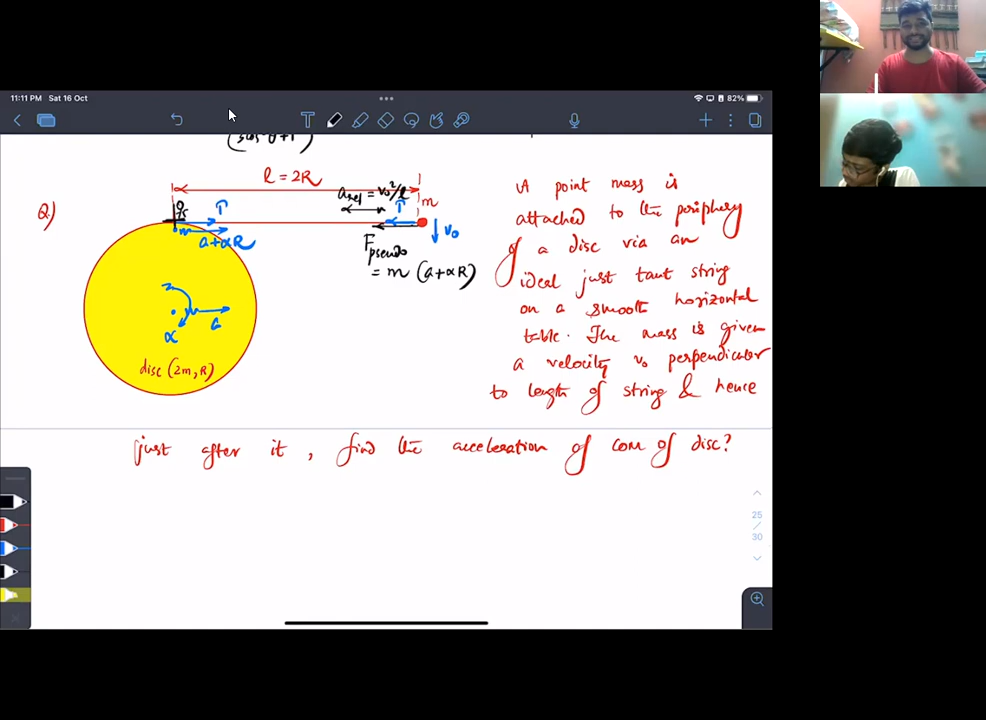 11:11 PM Sat 16 Oct
82%
Q)
l = 2R
a_ref = v₀²/l
m
T
T
a+αR
v₀
F_pseudo
= m (a+αR)
a
α
disc (2m, R)
A point mass is
attached to the periphery
of a disc via an
ideal just taut string
on a smooth horizontal
table. The mass is given
a velocity v₀ perpendicular
to length of string & hence
just after it, find the acceleration of com of disc?
25
/
30